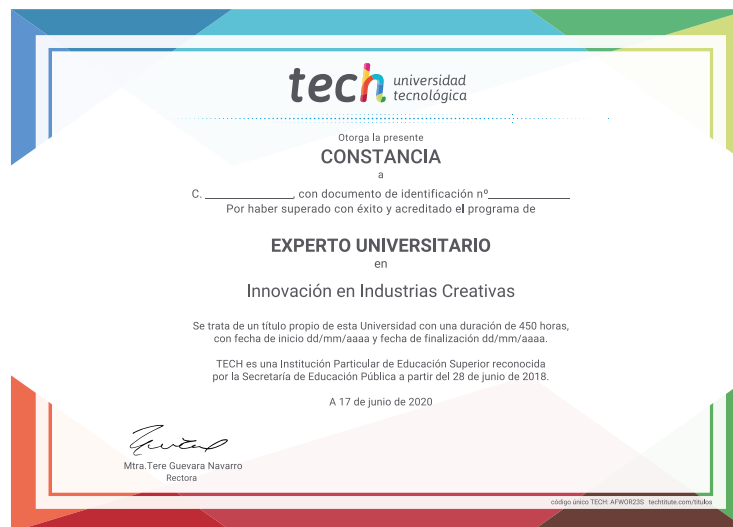 tech universidad
tecnológica
Otorga la presente
CONSTANCIA
a
C. ______________, con documento de identificación nº______________
Por haber superado con éxito y acreditado el programa de
EXPERTO UNIVERSITARIO
en
Innovación en Industrias Creativas
Se trata de un título propio de esta Universidad con una duración de 450 horas,
con fecha de inicio dd/mm/aaaa y fecha de finalización dd/mm/aaaa.
TECH es una Institución Particular de Educación Superior reconocida
por la Secretaría de Educación Pública a partir del 28 de junio de 2018.
A 17 de junio de 2020
Mtra.Tere Guevara Navarro
Rectora
código único TECH: AFWOR23S techtitute.com/titulos